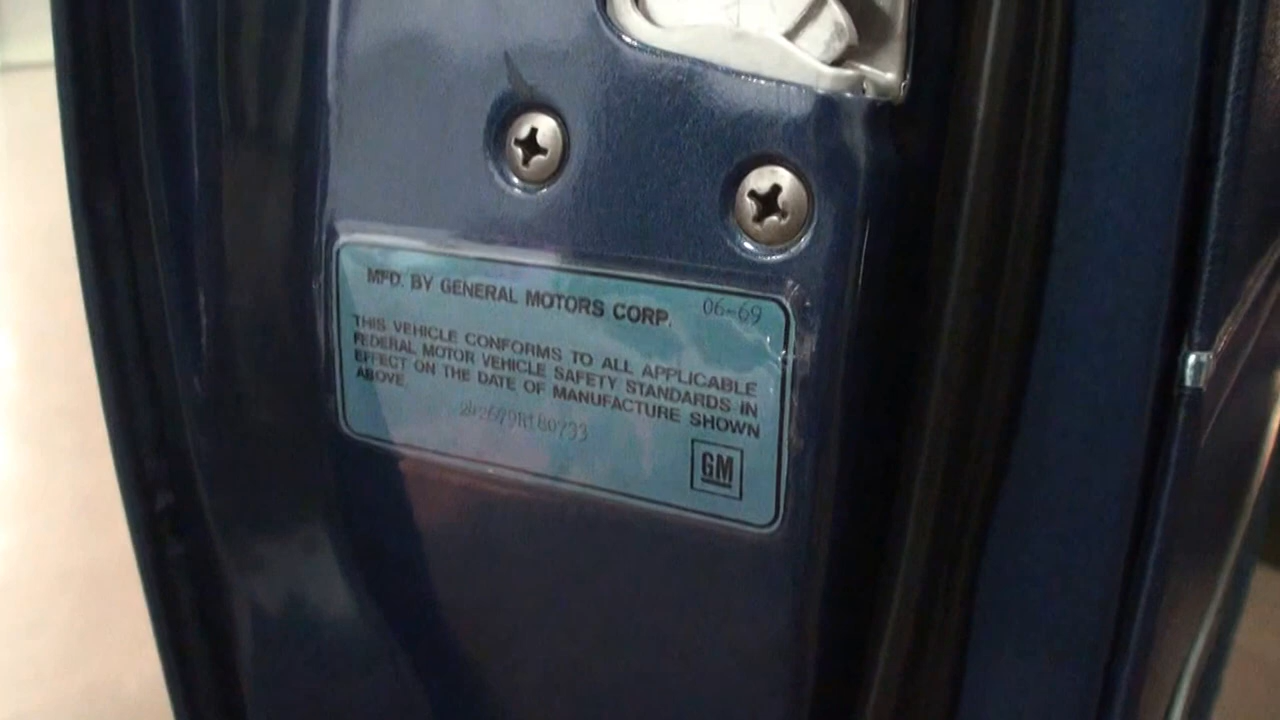 MFD. BY GENERAL MOTORS CORP. 06-69
THIS VEHICLE CONFORMS TO ALL APPLICABLE
FEDERAL MOTOR VEHICLE SAFETY STANDARDS IN
EFFECT ON THE DATE OF MANUFACTURE SHOWN
ABOVE.
242679R180733
GM